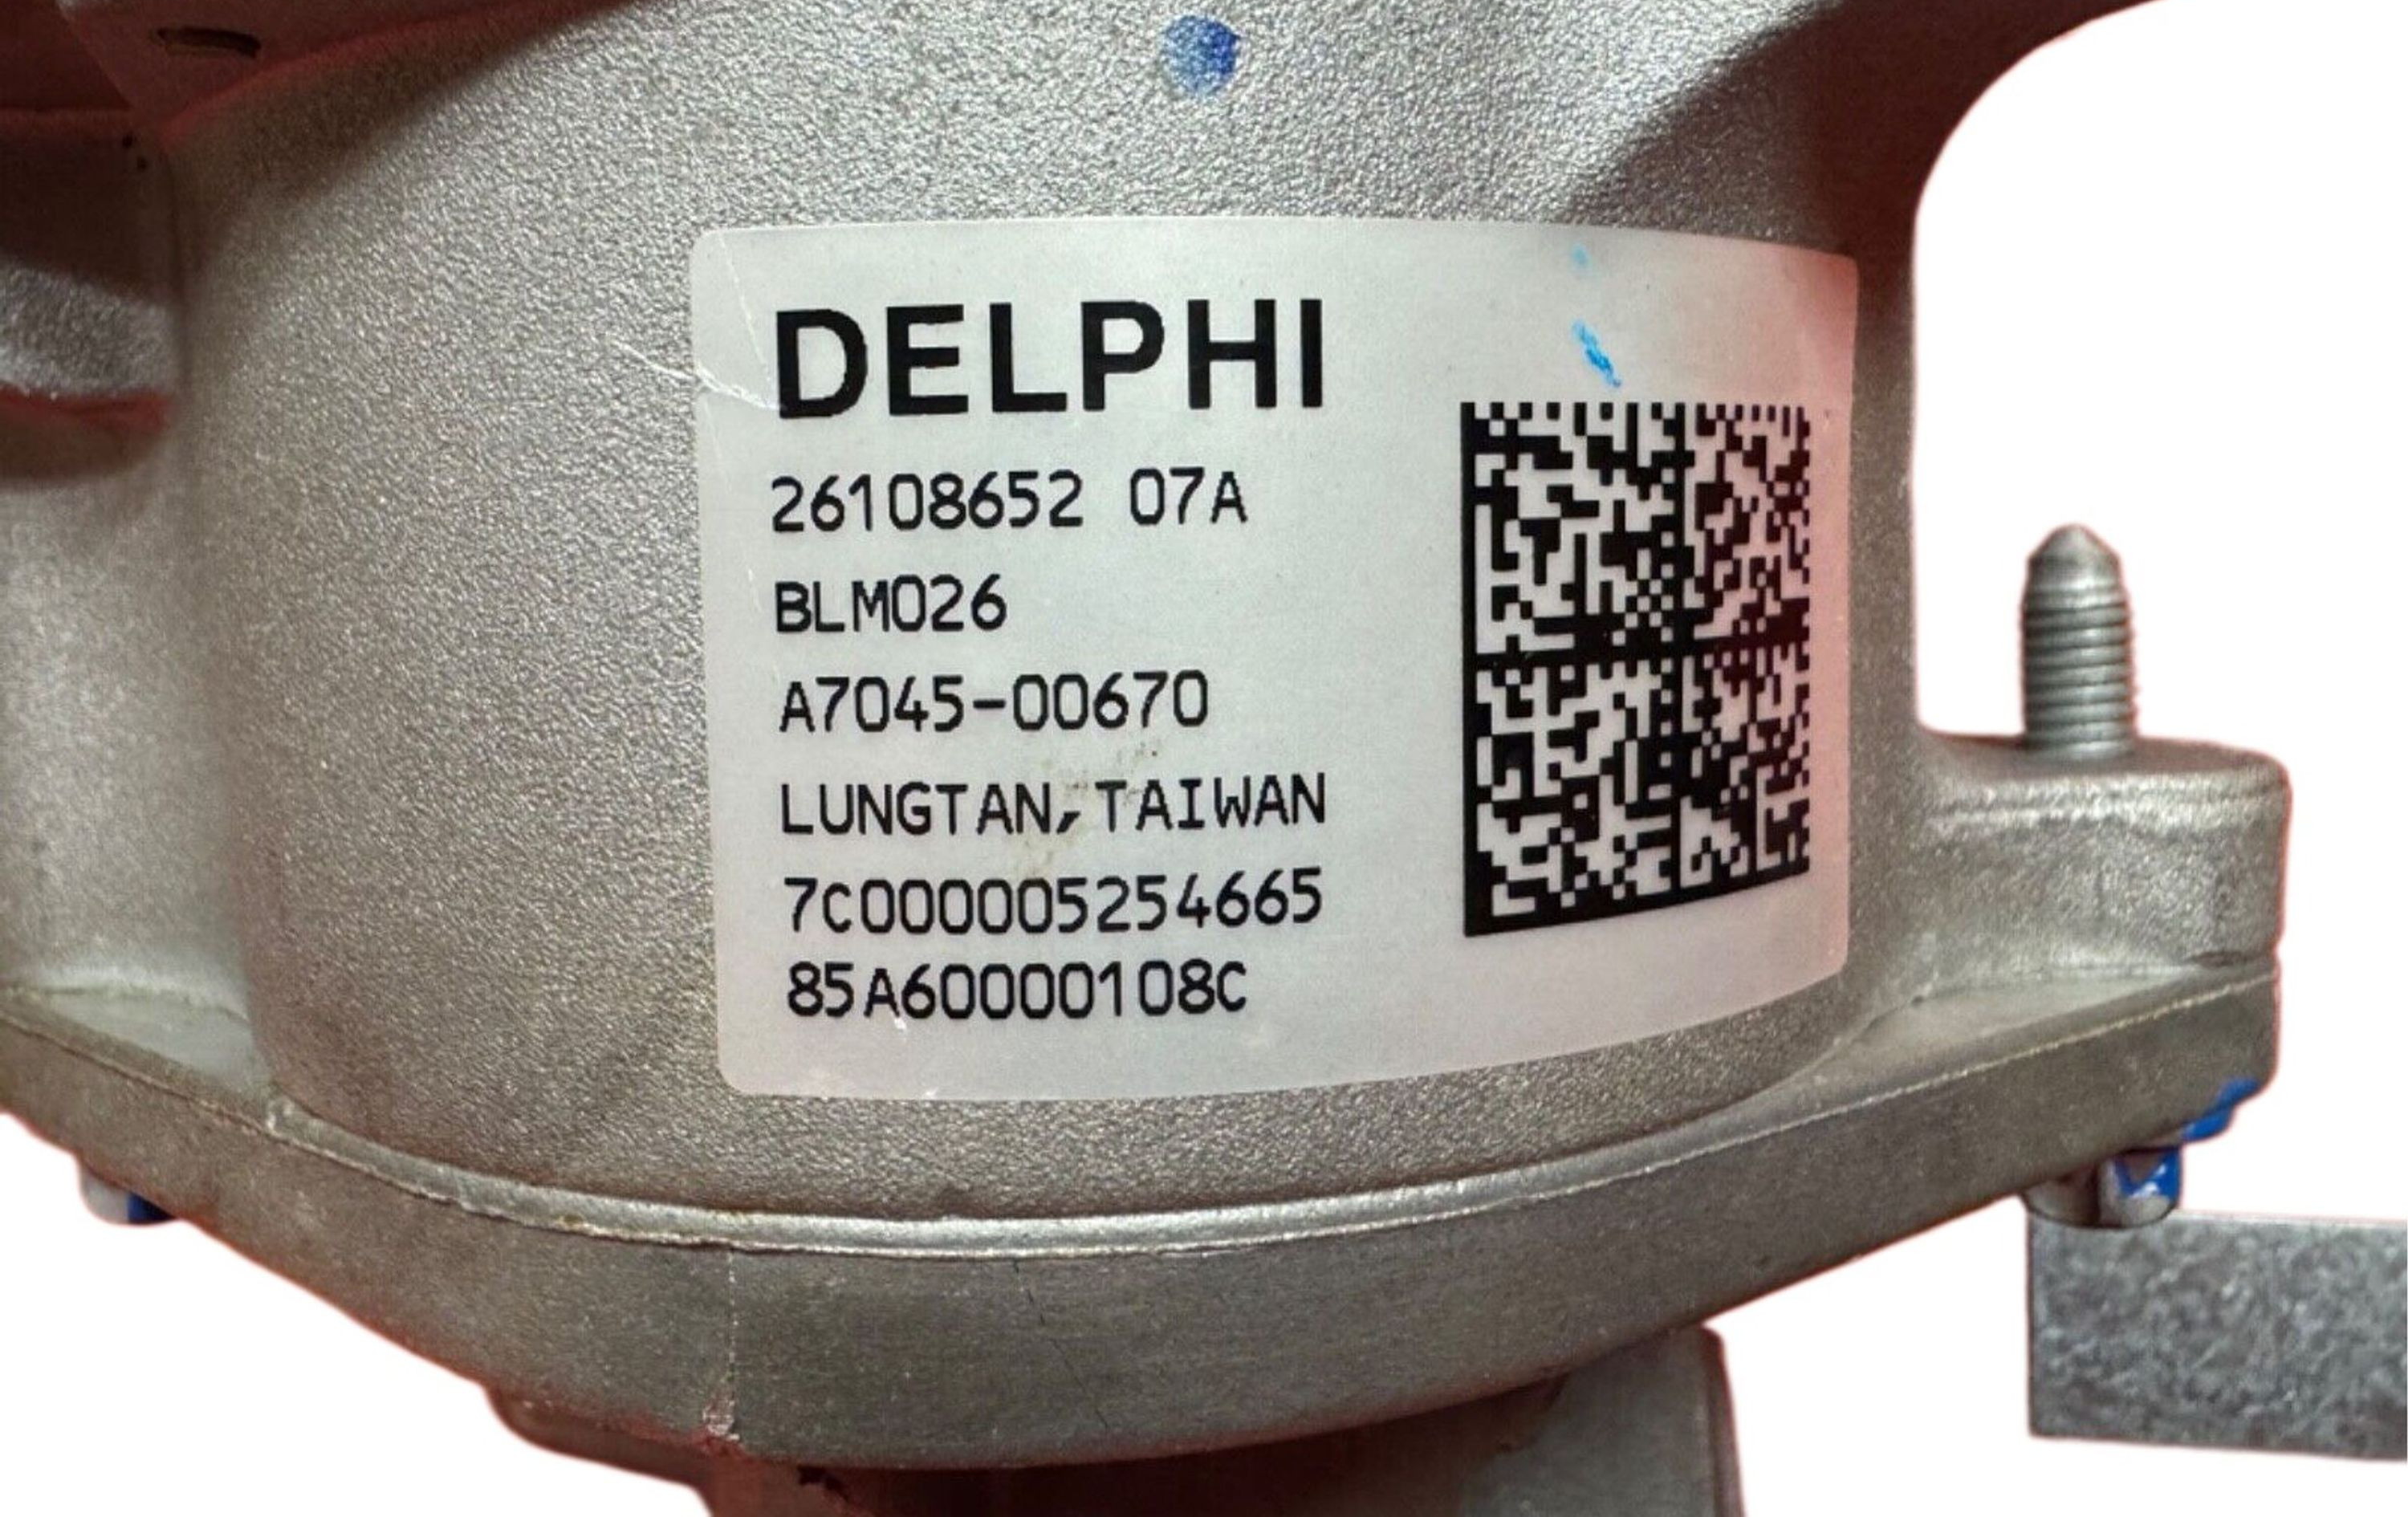 DELPHI
26108652 07A
BLM026
A7045-00670
LUNGTAN,TAIWAN
7C000005254665
85A60000108C